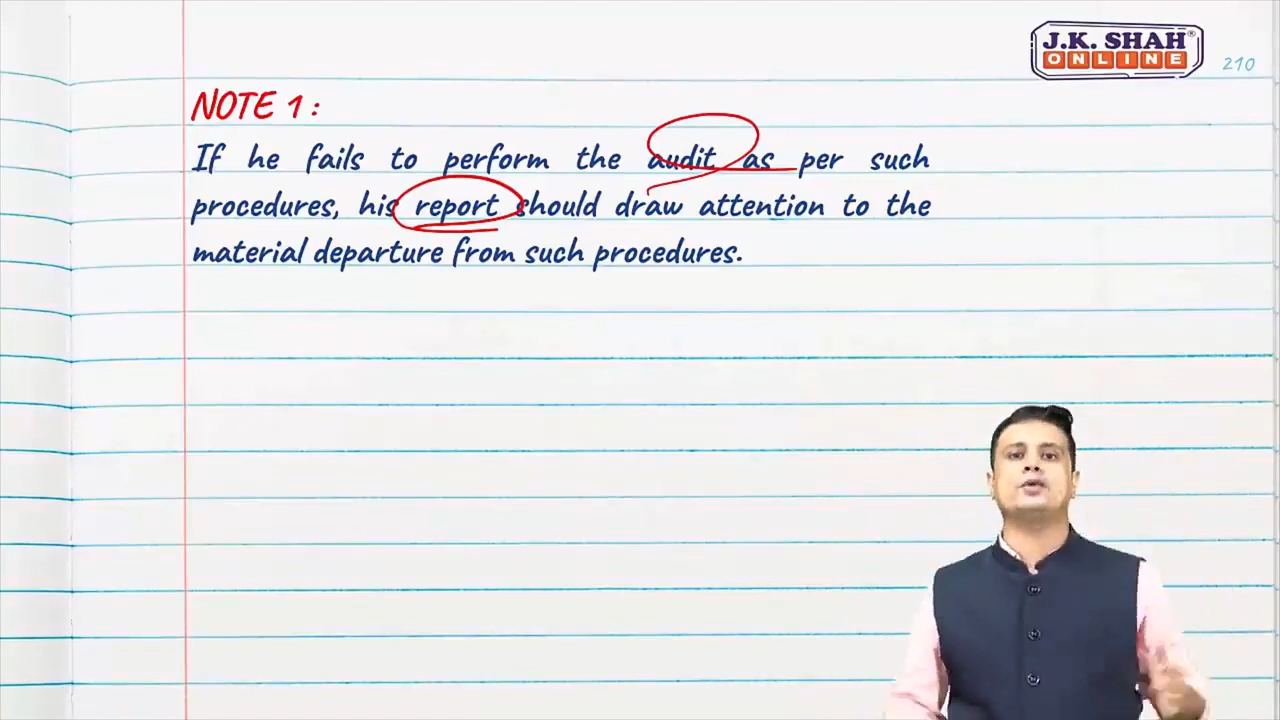 J.K. SHAH®
ONLINE
210
NOTE 1 :
If he fails to perform the audit as per such
procedures, his report should draw attention to the
material departure from such procedures.